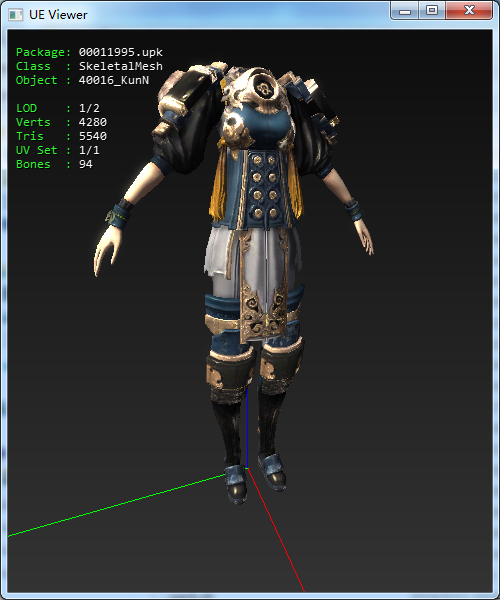 UE Viewer
Package: 00011995.upk
Class  : SkeletalMesh
Object : 40016_KunN
LOD    : 1/2
Verts  : 4280
Tris   : 5540
UV Set : 1/1
Bones  : 94